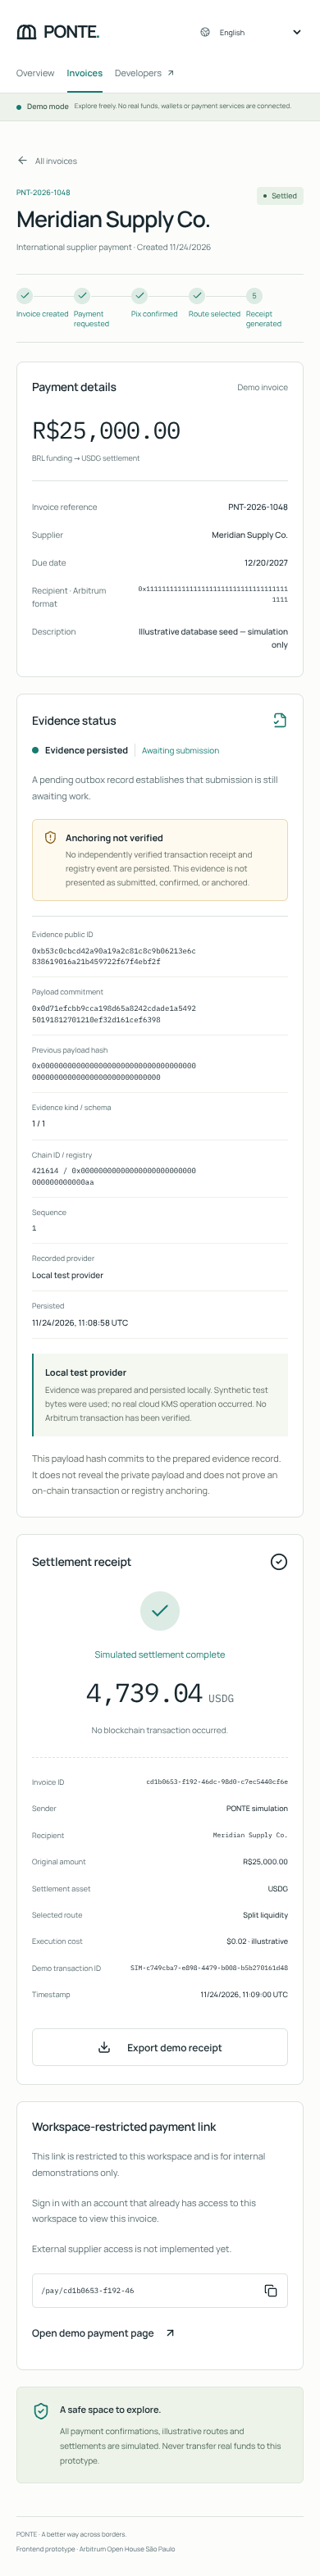 PONTE.
English
Overview Invoices Developers
Demo mode Explore freely. No real funds, wallets or payment services are connected.
All invoices
PNT-2026-1048
Settled
Meridian Supply Co.
International supplier payment · Created 11/24/2026
5
Invoice created Payment requested Pix confirmed Route selected Receipt generated
Payment details Demo invoice
R$25,000.00
BRL funding → USDG settlement
Invoice reference PNT-2026-1048
Supplier Meridian Supply Co.
Due date 12/20/2027
Recipient · Arbitrum format
0x111111111111111111111111111111111111
1111
Description Illustrative database seed — simulation
only
Evidence status
Evidence persisted Awaiting submission
A pending outbox record establishes that submission is still
awaiting work.
Anchoring not verified
No independently verified transaction receipt and
registry event are persisted. This evidence is not
presented as submitted, confirmed, or anchored.
Evidence public ID
0xb53c0cbcd42a90a19a2c81c8c9b06213e6c
838619016a21b459722f67f4ebf2f
Payload commitment
0x0d71efcbb9cca198d65a8242cdade1a5492
50191812701210ef32d161cef6398
Previous payload hash
0x00000000000000000000000000000000000
00000000000000000000000000000
Evidence kind / schema
1 / 1
Chain ID / registry
421614 / 0x00000000000000000000000000
000000000000aa
Sequence
1
Recorded provider
Local test provider
Persisted
11/24/2026, 11:08:58 UTC
Local test provider
Evidence was prepared and persisted locally. Synthetic test
bytes were used; no real cloud KMS operation occurred. No
Arbitrum transaction has been verified.
This payload hash commits to the prepared evidence record.
It does not reveal the private payload and does not prove an
on-chain transaction or registry anchoring.
Settlement receipt
Simulated settlement complete
4,739.04 USDG
No blockchain transaction occurred.
Invoice ID cd1b0653-f192-46dc-98d0-c7ec5440cf6e
Sender PONTE simulation
Recipient Meridian Supply Co.
Original amount R$25,000.00
Settlement asset USDG
Selected route Split liquidity
Execution cost $0.02 · illustrative
Demo transaction ID SIM-c749cba7-e898-4479-b008-b5b270161d48
Timestamp 11/24/2026, 11:09:00 UTC
Export demo receipt
Workspace-restricted payment link
This link is restricted to this workspace and is for internal
demonstrations only.
Sign in with an account that already has access to this
workspace to view this invoice.
External supplier access is not implemented yet.
/pay/cd1b0653-f192-46
Open demo payment page
A safe space to explore.
All payment confirmations, illustrative routes and
settlements are simulated. Never transfer real funds to this
prototype.
PONTE · A better way across borders.
Frontend prototype · Arbitrum Open House São Paulo